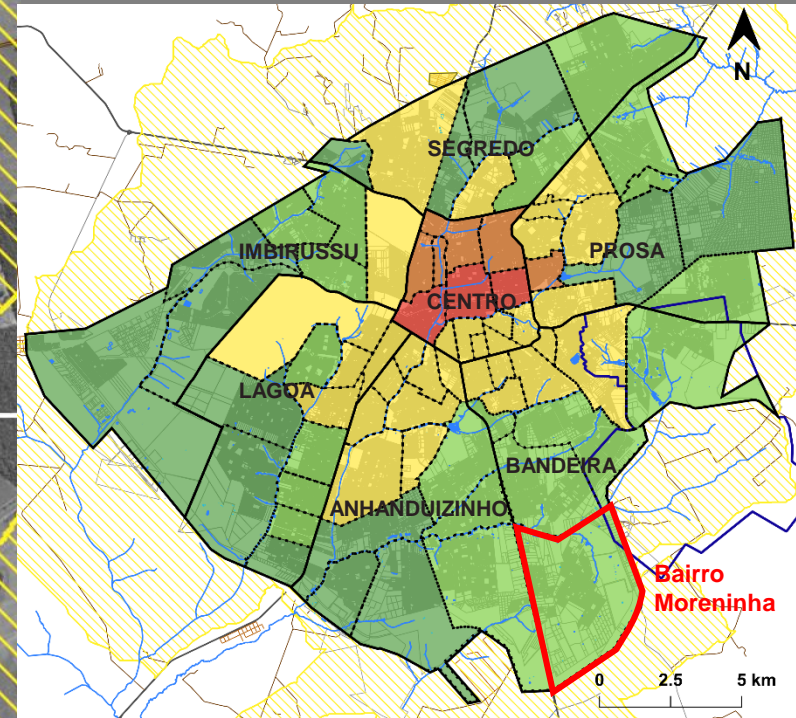 N
SEGREDO
IMBIRUSSU
PROSA
CENTRO
LAGOA
BANDEIRA
ANHANDUIZINHO
Bairro
Moreninha
0 2.5 5 km